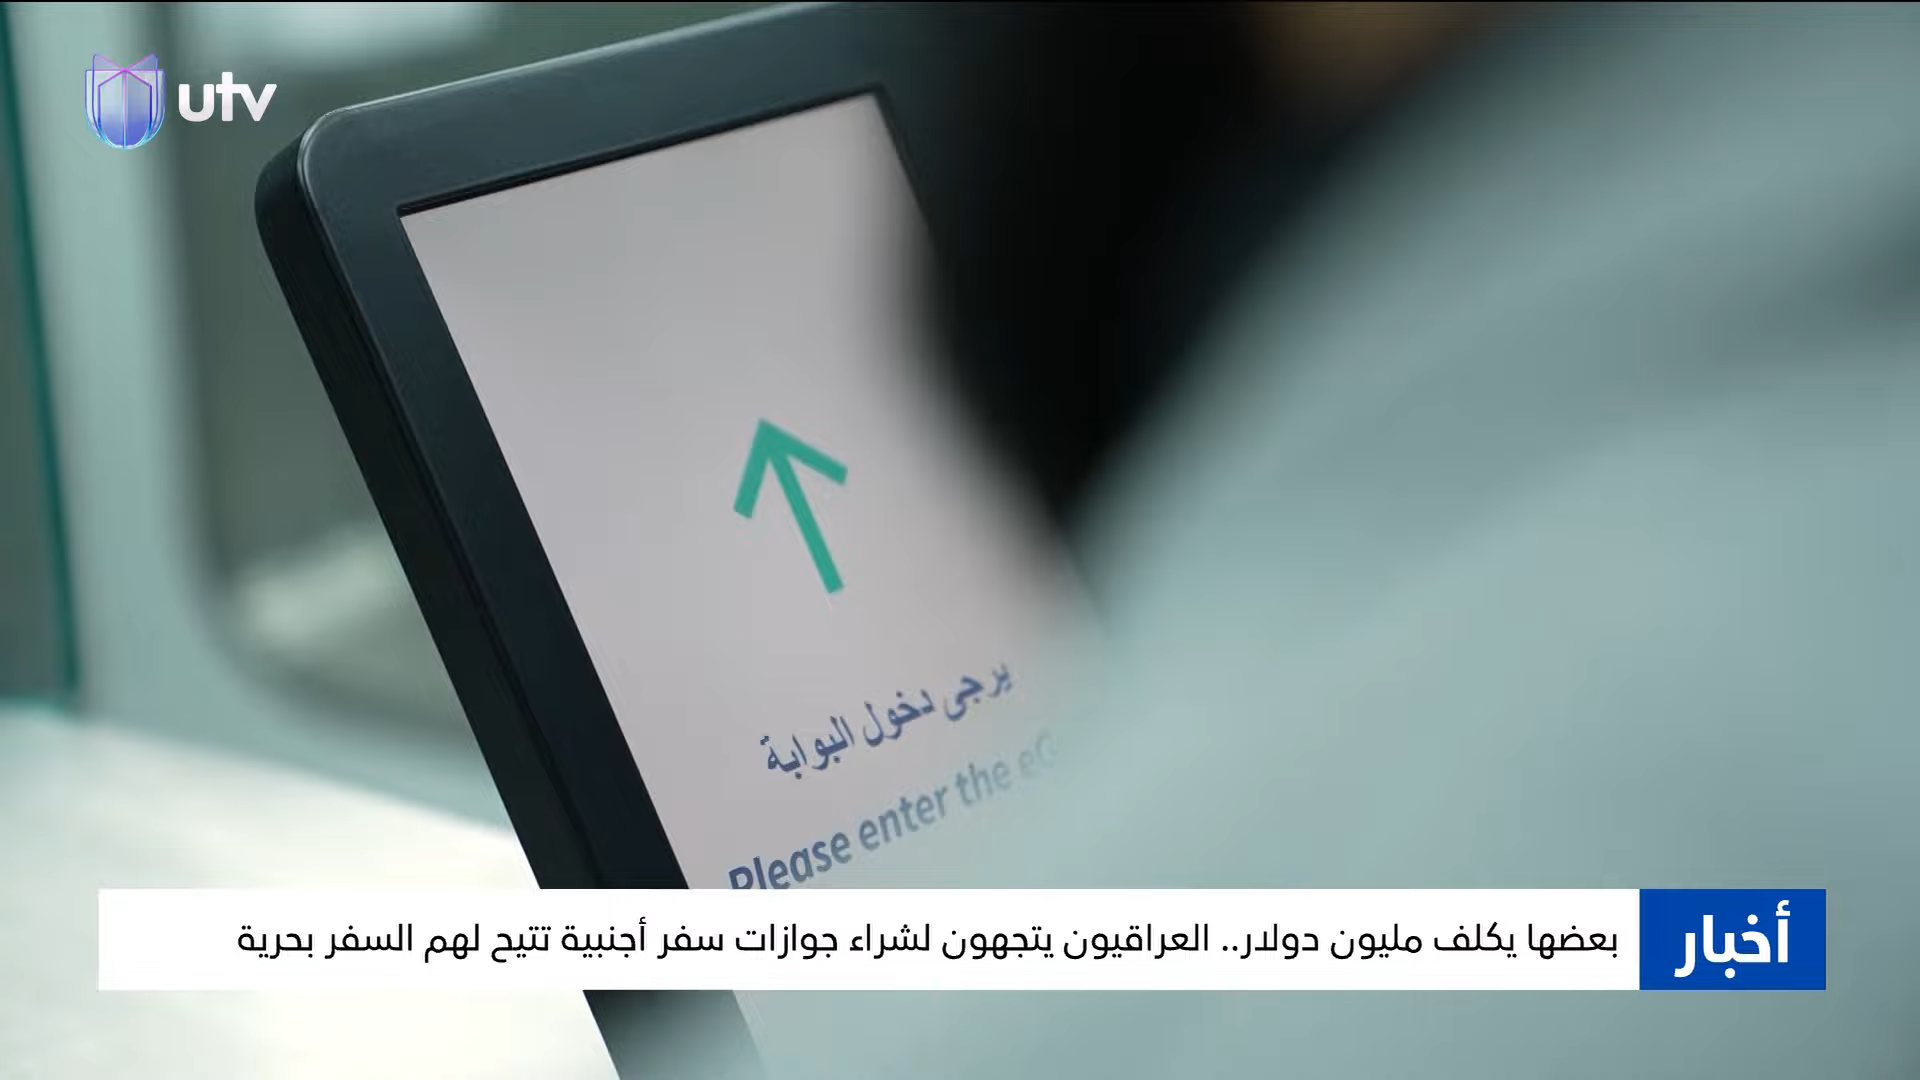 utv
يرجى دخول البوابة
Please enter the
أخبار
بعضها يكلف مليون دولار.. العراقيون يتجهون لشراء جوازات سفر أجنبية تتيح لهم السفر بحرية